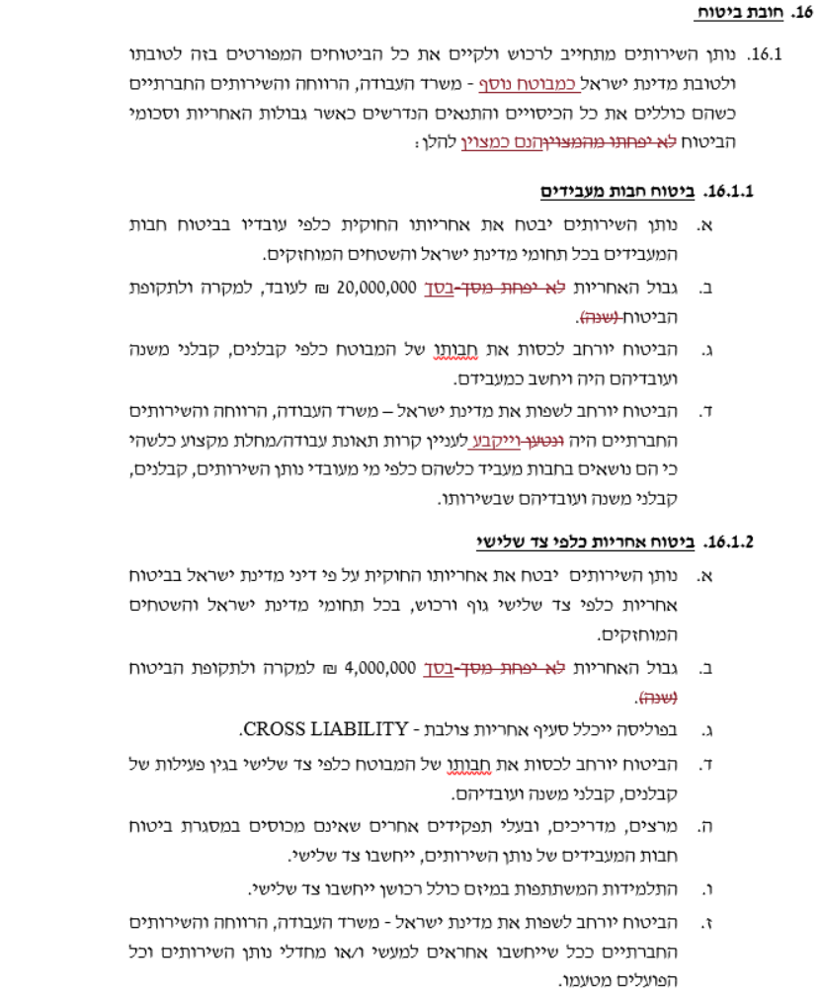 16. חובת ביטוח
16.1. נותן השירותים מתחייב לרכוש ולקיים את כל הביטוחים המפורטים בזה לטובתו
ולטובת מדינת ישראל כמבוטח נוסף - משרד העבודה, הרווחה והשירותים החברתיים
כשהם כוללים את כל הכיסויים והתנאים הנדרשים כאשר גבולות האחריות וסכומי
הביטוח לא יפחתו מהמצויןהנם כמצוין להלן:
16.1.1. ביטוח חבות מעבידים
א. נותן השירותים יבטח את אחריותו החוקית כלפי עובדיו בביטוח חבות
המעבידים בכל תחומי מדינת ישראל והשטחים המוחזקים.
ב. גבול האחריות לא יפחת מסך בסך 20,000,000 ₪ לעובד, למקרה ולתקופת
הביטוח (שנה).
ג. הביטוח יורחב לכסות את חבותו של המבוטח כלפי קבלנים, קבלני משנה
ועובדיהם היה ויחשב כמעבידם.
ד. הביטוח יורחב לשפות את מדינת ישראל – משרד העבודה, הרווחה והשירותים
החברתיים היה ונטען וייקבע לעניין קרות תאונת עבודה/מחלת מקצוע כלשהי
כי הם נושאים בחבות מעביד כלשהם כלפי מי מעובדי נותן השירותים, קבלנים,
קבלני משנה ועובדיהם שבשירותו.
16.1.2. ביטוח אחריות כלפי צד שלישי
א. נותן השירותים יבטח את אחריותו החוקית על פי דיני מדינת ישראל בביטוח
אחריות כלפי צד שלישי גוף ורכוש, בכל תחומי מדינת ישראל והשטחים
המוחזקים.
ב. גבול האחריות לא יפחת מסך בסך 4,000,000 ₪ למקרה ולתקופת הביטוח
(שנה).
ג. בפוליסה ייכלל סעיף אחריות צולבת - CROSS LIABILITY.
ד. הביטוח יורחב לכסות את חבותו של המבוטח כלפי צד שלישי בגין פעילות של
קבלנים, קבלני משנה ועובדיהם.
ה. מרצים, מדריכים, ובעלי תפקידים אחרים שאינם מכוסים במסגרת ביטוח
חבות המעבידים של נותן השירותים, ייחשבו צד שלישי.
ו. התלמידות המשתתפות במיזם כולל רכושן ייחשבו צד שלישי.
ז. הביטוח יורחב לשפות את מדינת ישראל - משרד העבודה, הרווחה והשירותים
החברתיים ככל שייחשבו אחראים למעשי ו/או מחדלי נותן השירותים וכל
הפועלים מטעמו.